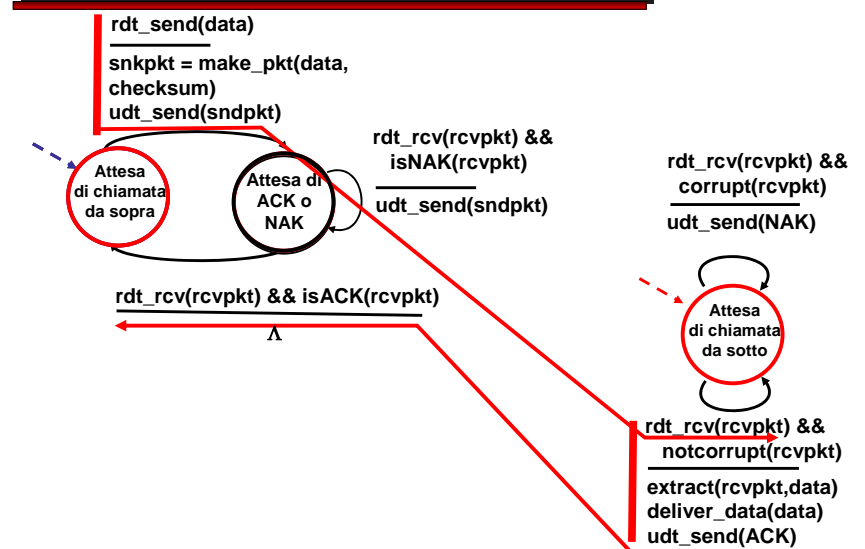 rdt_send(data)
snkpkt = make_pkt(data,
checksum)
udt_send(sndpkt)
Attesa
di chiamata
da sopra
Attesa di
ACK o
NAK
rdt_rcv(rcvpkt) &&
isNAK(rcvpkt)
udt_send(sndpkt)
rdt_rcv(rcvpkt) && isACK(rcvpkt)
Λ
rdt_rcv(rcvpkt) &&
corrupt(rcvpkt)
udt_send(NAK)
Attesa
di chiamata
da sotto
rdt_rcv(rcvpkt) &&
notcorrupt(rcvpkt)
extract(rcvpkt,data)
deliver_data(data)
udt_send(ACK)